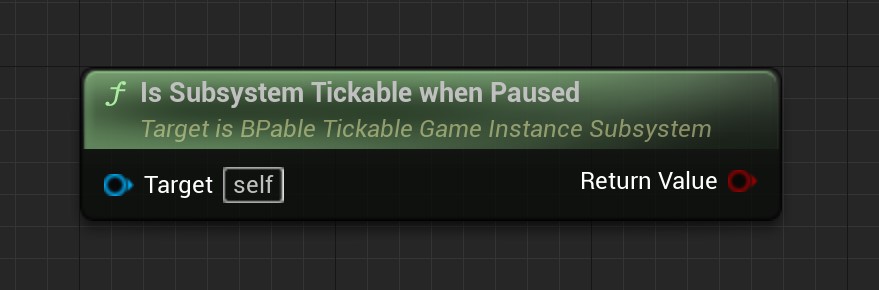 f Is Subsystem Tickable when Paused
Target is BPable Tickable Game Instance Subsystem
Target self
Return Value